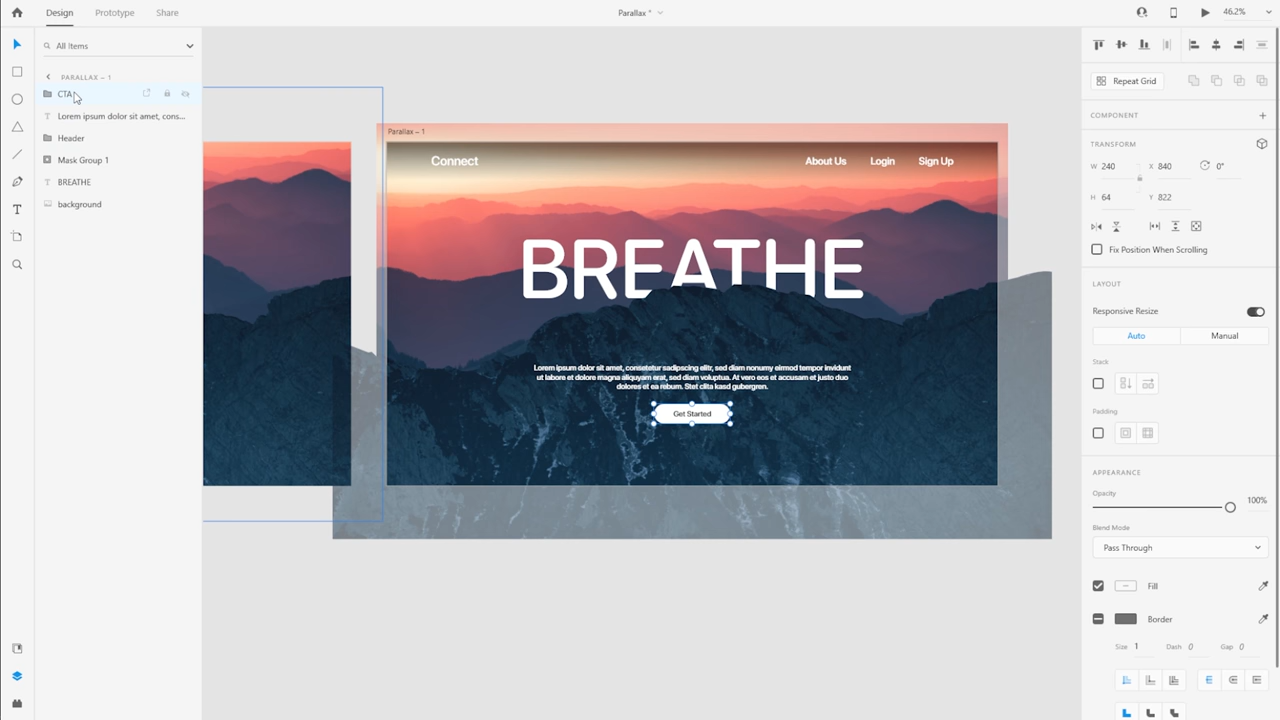 Design Prototype Share
Parallax *
46.2%
All Items
PARALLAX – 1
CTA
Lorem ipsum dolor sit amet, cons...
Header
Mask Group 1
BREATHE
background
Parallax – 1
Connect
About Us Login Sign Up
BREATHE
Lorem ipsum dolor sit amet, consetetur sadipscing elitr, sed diam nonumy eirmod tempor invidunt
ut labore et dolore magna aliquyam erat, sed diam voluptua. At vero eos et accusam et justo duo
dolores et ea rebum. Stet clita kasd gubergren.
Get Started
Repeat Grid
COMPONENT
TRANSFORM
W 240 X 840 0°
H 64 Y 822
Fix Position When Scrolling
LAYOUT
Responsive Resize
Auto Manual
Stack
Padding
APPEARANCE
Opacity
100%
Blend Mode
Pass Through
Fill
Border
Size 1 Dash 0 Gap 0